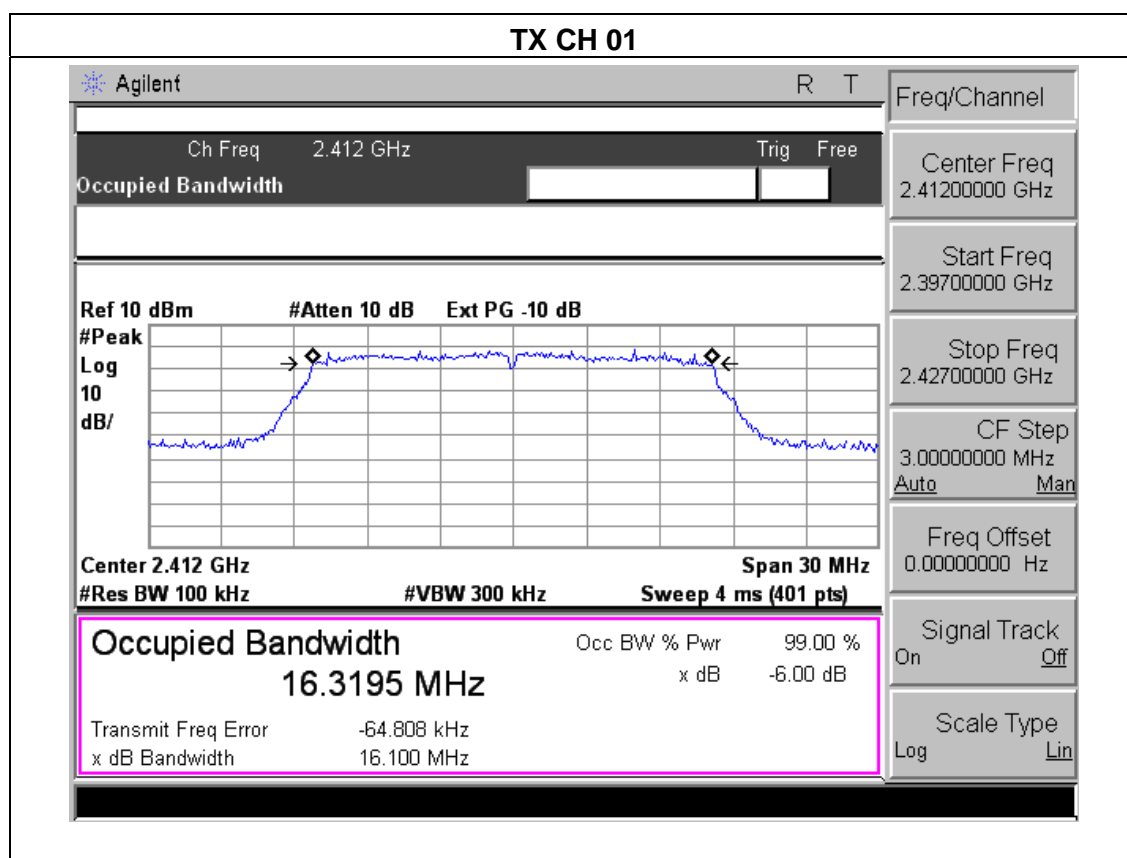 TX CH 01
Agilent R T
Freq/Channel
Ch Freq 2.412 GHz Trig Free
Occupied Bandwidth
Center Freq
2.41200000 GHz
Start Freq
2.39700000 GHz
Ref 10 dBm #Atten 10 dB Ext PG -10 dB
#Peak
Log
10
dB/
Stop Freq
2.42700000 GHz
CF Step
3.00000000 MHz
Auto Man
Center 2.412 GHz Span 30 MHz
#Res BW 100 kHz #VBW 300 kHz Sweep 4 ms (401 pts)
Freq Offset
0.00000000 Hz
Occupied Bandwidth
16.3195 MHz
Occ BW % Pwr 99.00 %
x dB -6.00 dB
Transmit Freq Error -64.808 kHz
x dB Bandwidth 16.100 MHz
Signal Track
On Off
Scale Type
Log Lin